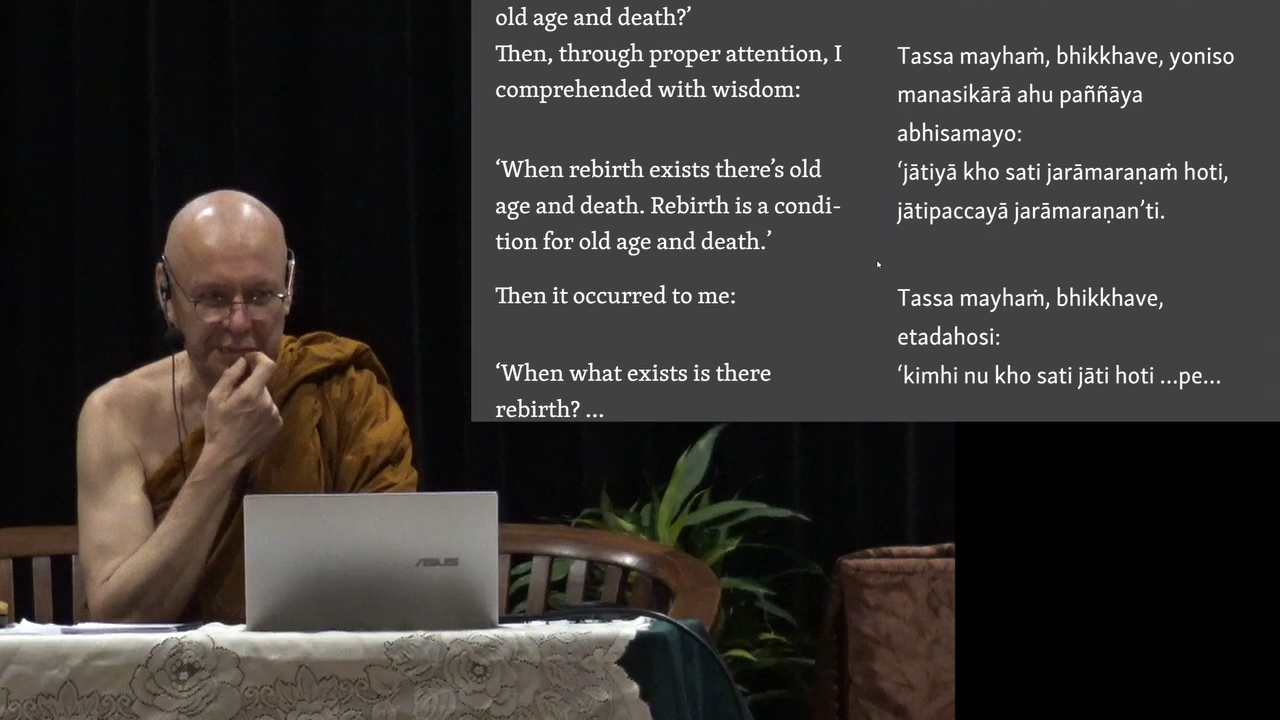 old age and death?’
Then, through proper attention, I
comprehended with wisdom:
‘When rebirth exists there’s old
age and death. Rebirth is a condi-
tion for old age and death.’
Then it occurred to me:
‘When what exists is there
rebirth? …
Tassa mayhaṁ, bhikkhave, yoniso
manasikārā ahu paññāya
abhisamayo:
‘jātiyā kho sati jarāmaraṇaṁ hoti,
jātipaccayā jarāmaraṇan’ti.
Tassa mayhaṁ, bhikkhave,
etadahosi:
‘kimhi nu kho sati jāti hoti …pe…
ASUS